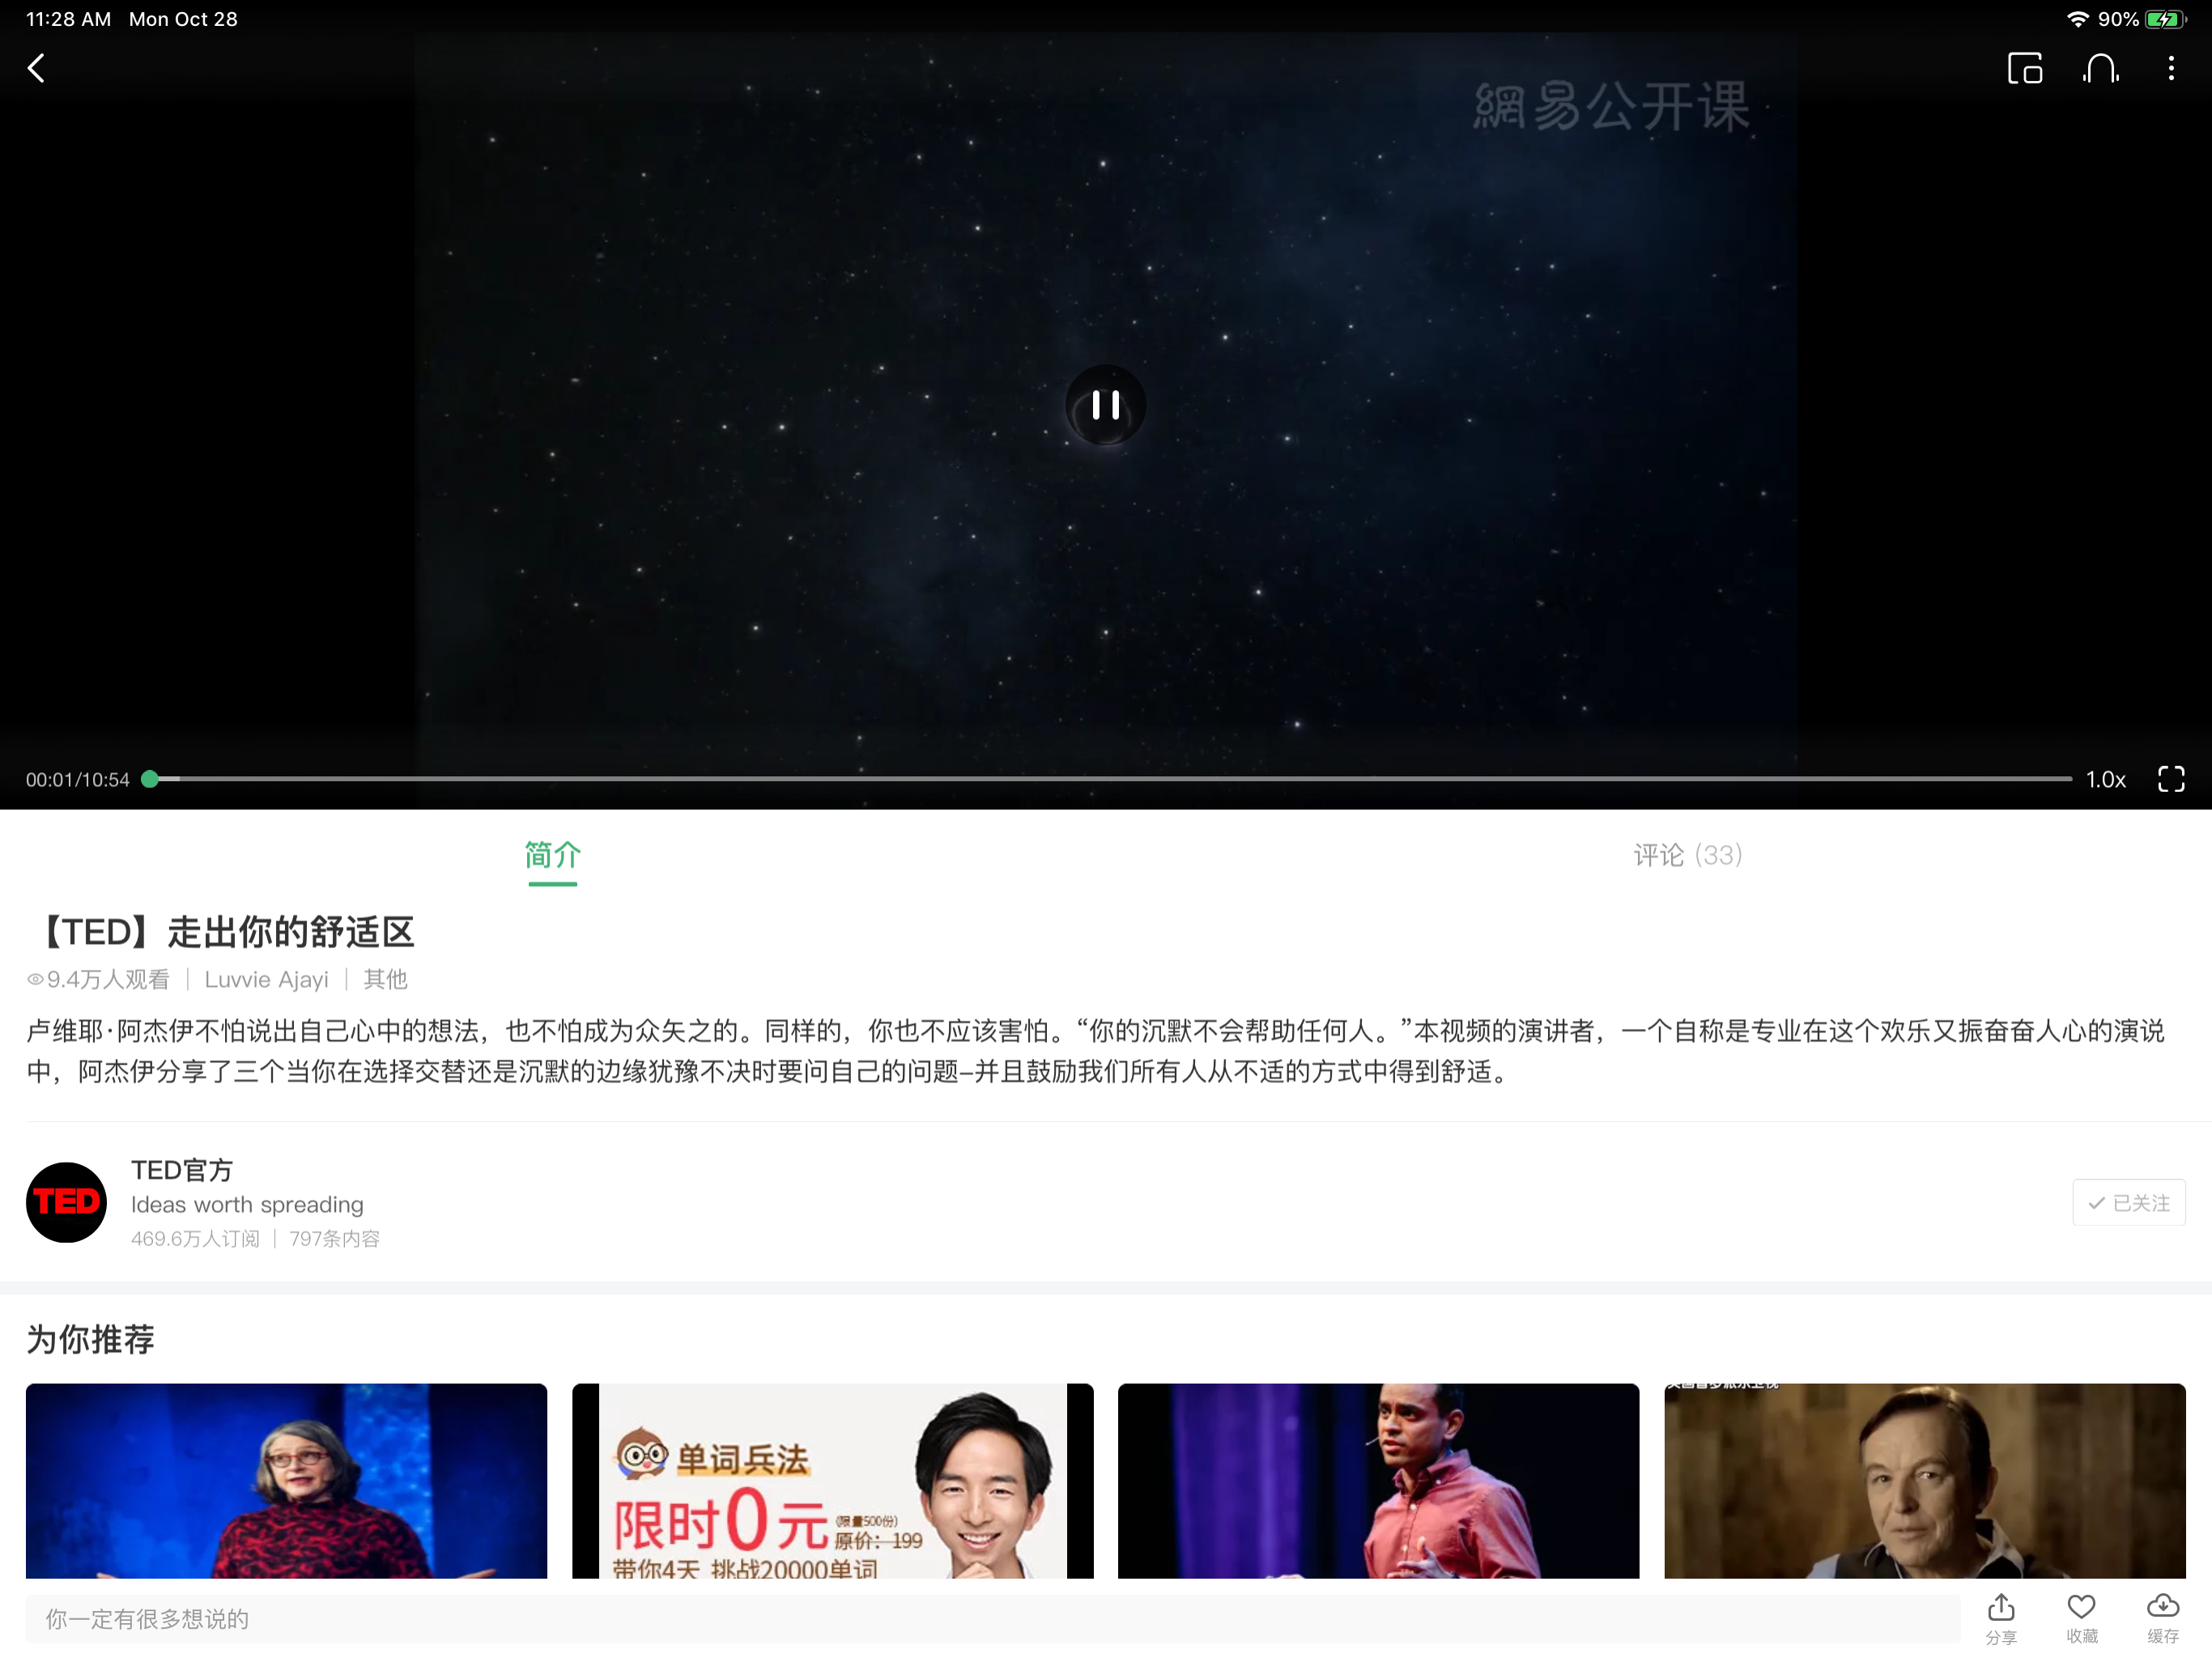 11:28 AM Mon Oct 28
90%
網易公开课
00:01/10:54
1.0x
简介
评论 (33)
【TED】走出你的舒适区
9.4万人观看 | Luvvie Ajayi | 其他
卢维耶·阿杰伊不怕说出自己心中的想法，也不怕成为众矢之的。同样的，你也不应该害怕。“你的沉默不会帮助任何人。”本视频的演讲者，一个自称是专业在这个欢乐又振奋奋人心的演说
中，阿杰伊分享了三个当你在选择交替还是沉默的边缘犹豫不决时要问自己的问题–并且鼓励我们所有人从不适的方式中得到舒适。
TED
TED官方
Ideas worth spreading
469.6万人订阅 | 797条内容
已关注
为你推荐
单词兵法
限时0元
(限量500份)
原价：199
带你4天 挑战20000单词
你一定有很多想说的
分享
收藏
缓存